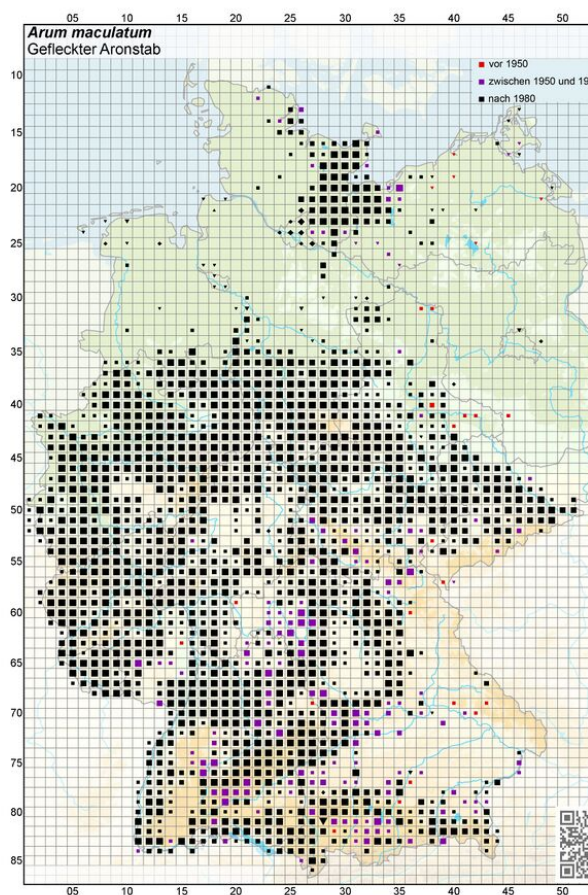 05 10 15 20 25 30 35 40 45 50
Arum maculatum
Gefleckter Aronstab
vor 1950
zwischen 1950 und 19
nach 1980
10
15
20
25
30
35
40
45
50
55
60
65
70
75
80
85
05 10 15 20 25 30 35 40 45 50